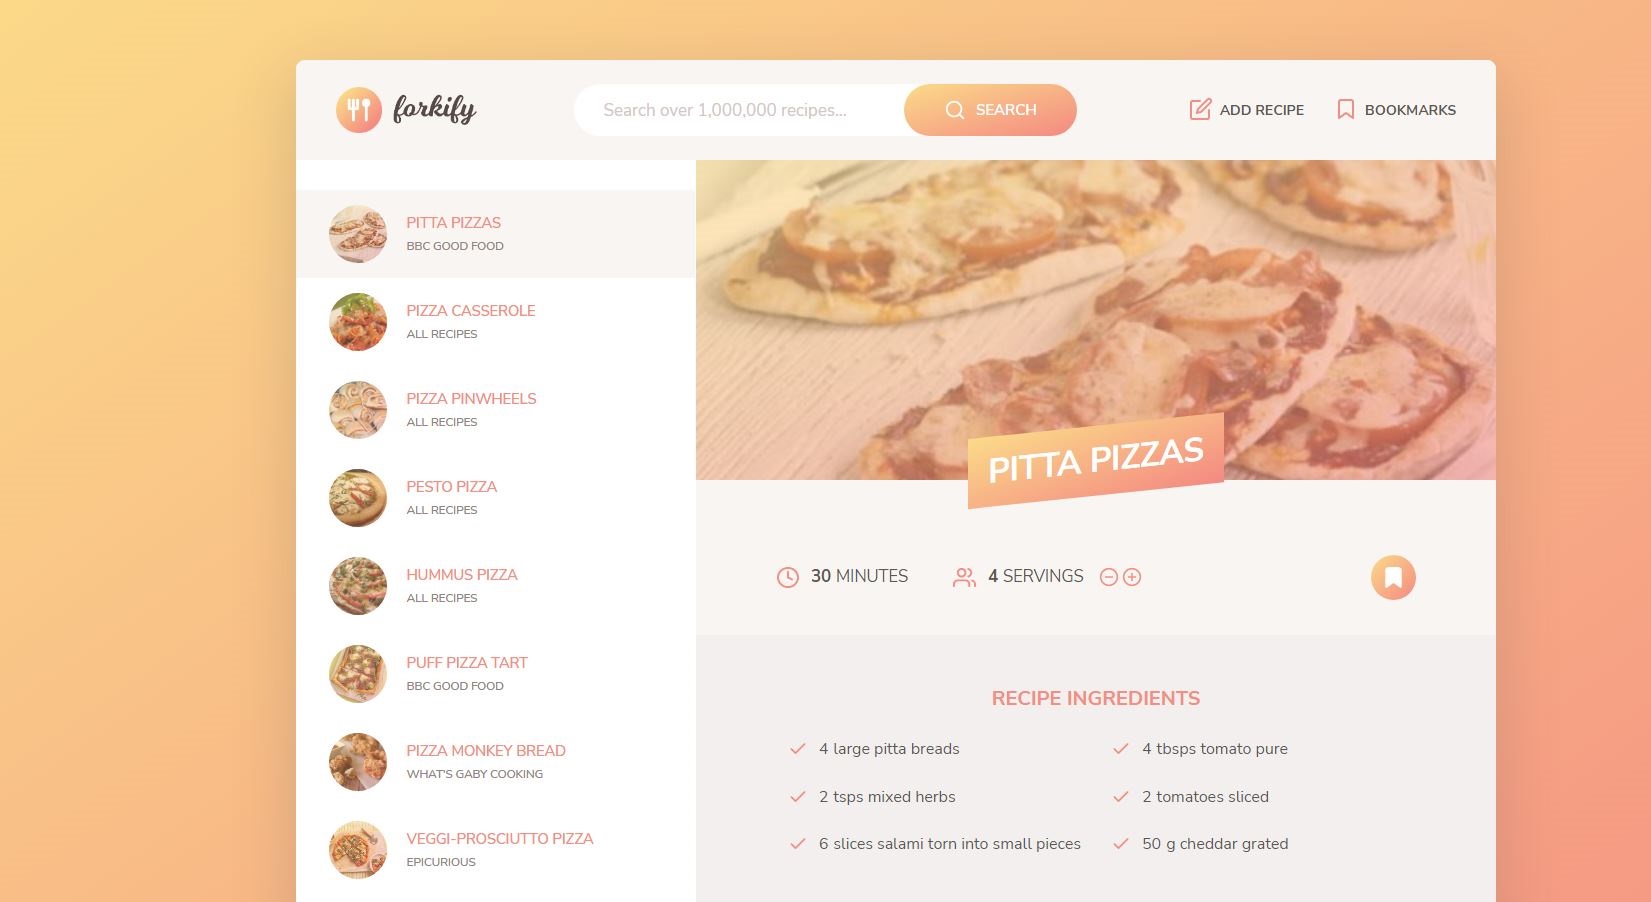 forkify
Search over 1,000,000 recipes...
SEARCH
ADD RECIPE
BOOKMARKS
PITTA PIZZAS
BBC GOOD FOOD
PIZZA CASSEROLE
ALL RECIPES
PIZZA PINWHEELS
ALL RECIPES
PESTO PIZZA
ALL RECIPES
HUMMUS PIZZA
ALL RECIPES
PUFF PIZZA TART
BBC GOOD FOOD
PIZZA MONKEY BREAD
WHAT'S GABY COOKING
VEGGI-PROSCIUTTO PIZZA
EPICURIOUS
PITTA PIZZAS
30 MINUTES
4 SERVINGS
RECIPE INGREDIENTS
4 large pitta breads
4 tbsps tomato pure
2 tsps mixed herbs
2 tomatoes sliced
6 slices salami torn into small pieces
50 g cheddar grated